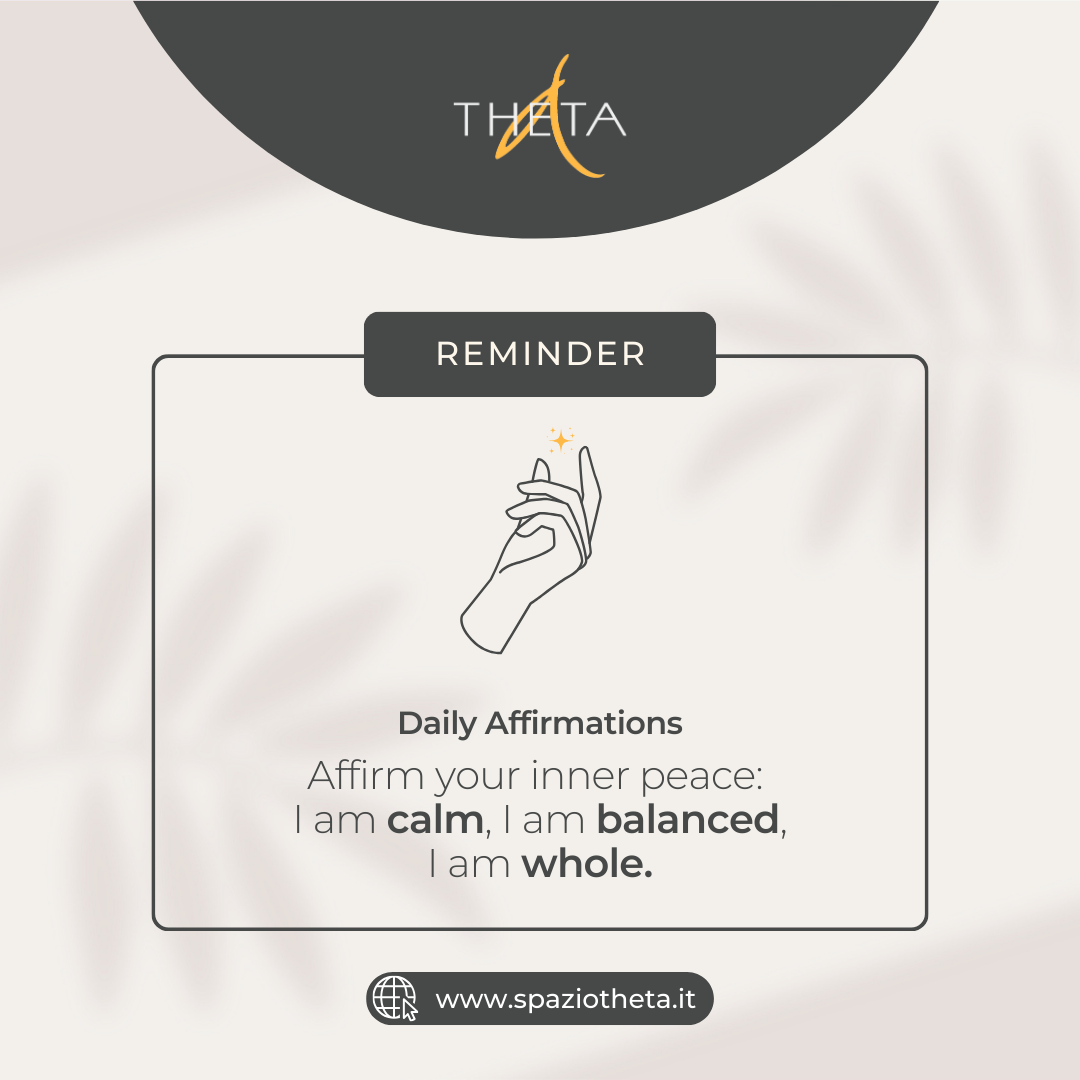 THETA
REMINDER
Daily Affirmations
Affirm your inner peace:
I am calm, I am balanced,
I am whole.
www.spaziotheta.it